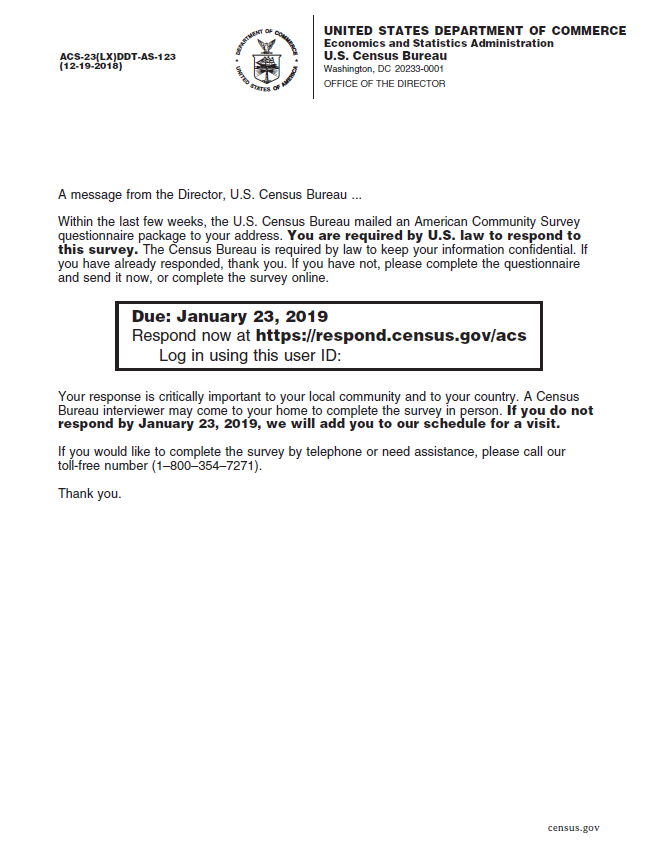 ACS-23(LX)DDT-AS-123
(12-19-2018)
DEPARTMENT OF COMMERCE
UNITED STATES OF AMERICA
UNITED STATES DEPARTMENT OF COMMERCE
Economics and Statistics Administration
U.S. Census Bureau
Washington, DC 20233-0001
OFFICE OF THE DIRECTOR
A message from the Director, U.S. Census Bureau ...
Within the last few weeks, the U.S. Census Bureau mailed an American Community Survey
questionnaire package to your address. You are required by U.S. law to respond to
this survey. The Census Bureau is required by law to keep your information confidential. If
you have already responded, thank you. If you have not, please complete the questionnaire
and send it now, or complete the survey online.
Due: January 23, 2019
Respond now at https://respond.census.gov/acs
Log in using this user ID:
Your response is critically important to your local community and to your country. A Census
Bureau interviewer may come to your home to complete the survey in person. If you do not
respond by January 23, 2019, we will add you to our schedule for a visit.
If you would like to complete the survey by telephone or need assistance, please call our
toll-free number (1–800–354–7271).
Thank you.
census.gov